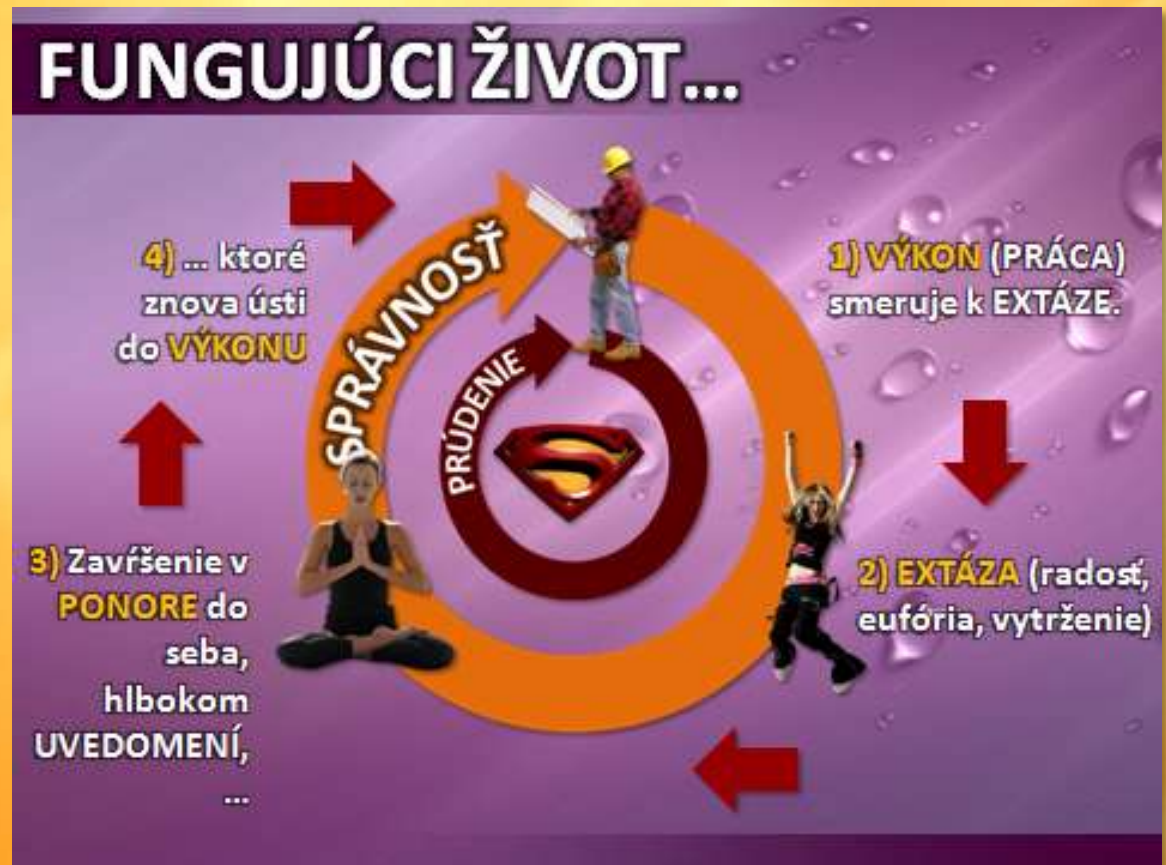 FUNGUJÚCI ŽIVOT...
4) ... ktoré
znova ústi
do VÝKONU
SPRÁVNOSŤ
PRÚDENIE
1) VÝKON (PRÁCA)
smeruje k EXTÁZE.
2) EXTÁZA (radosť,
eufória, vytrženie)
3) Zavŕšenie v
PONORE do
seba,
hlbokom
UVEDOMENÍ,
...
S